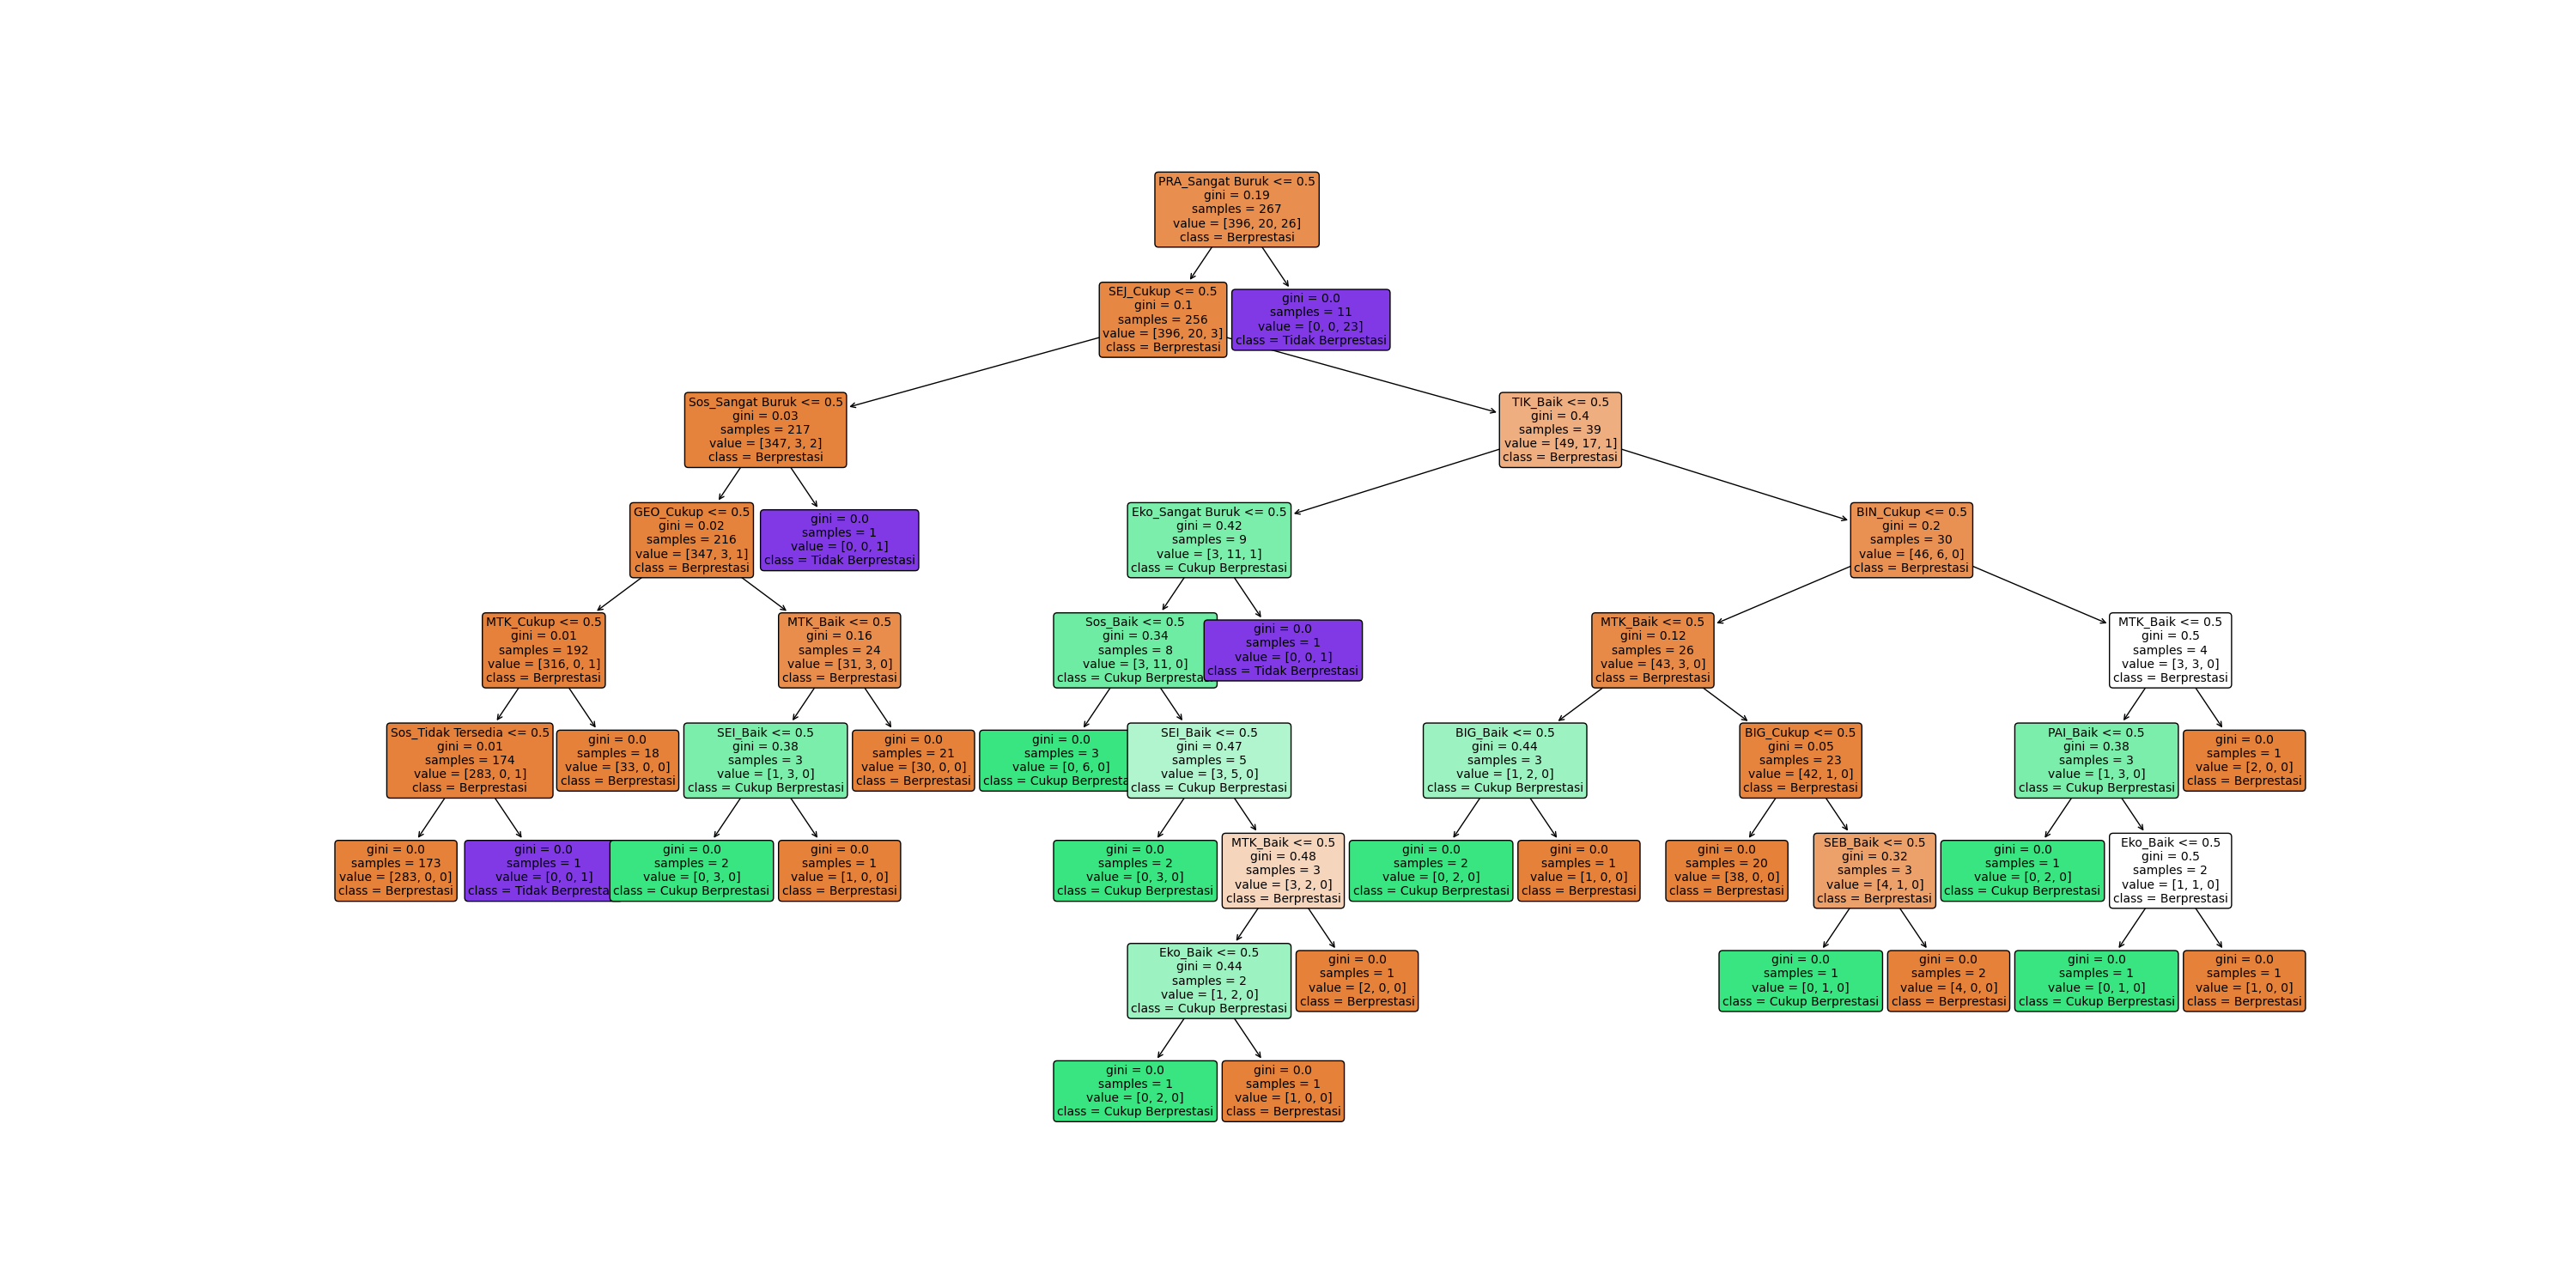 PRA_Sangat Buruk <= 0.5
gini = 0.19
samples = 267
value = [396, 20, 26]
class = Berprestasi
SEJ_Cukup <= 0.5
gini = 0.1
samples = 256
value = [396, 20, 3]
class = Berprestasi
gini = 0.0
samples = 11
value = [0, 0, 23]
class = Tidak Berprestasi
Sos_Sangat Buruk <= 0.5
gini = 0.03
samples = 217
value = [347, 3, 2]
class = Berprestasi
TIK_Baik <= 0.5
gini = 0.4
samples = 39
value = [49, 17, 1]
class = Berprestasi
GEO_Cukup <= 0.5
gini = 0.02
samples = 216
value = [347, 3, 1]
class = Berprestasi
gini = 0.0
samples = 1
value = [0, 0, 1]
class = Tidak Berprestasi
Eko_Sangat Buruk <= 0.5
gini = 0.42
samples = 9
value = [3, 11, 1]
class = Cukup Berprestasi
BIN_Cukup <= 0.5
gini = 0.2
samples = 30
value = [46, 6, 0]
class = Berprestasi
MTK_Cukup <= 0.5
gini = 0.01
samples = 192
value = [316, 0, 1]
class = Berprestasi
MTK_Baik <= 0.5
gini = 0.16
samples = 24
value = [31, 3, 0]
class = Berprestasi
Sos_Baik <= 0.5
gini = 0.34
samples = 8
value = [3, 11, 0]
class = Cukup Berpresta
gini = 0.0
samples = 1
value = [0, 0, 1]
class = Tidak Berprestasi
MTK_Baik <= 0.5
gini = 0.12
samples = 26
value = [43, 3, 0]
class = Berprestasi
MTK_Baik <= 0.5
gini = 0.5
samples = 4
value = [3, 3, 0]
class = Berprestasi
Sos_Tidak Tersedia <= 0.5
gini = 0.01
samples = 174
value = [283, 0, 1]
class = Berprestasi
gini = 0.0
samples = 18
value = [33, 0, 0]
class = Berprestasi
SEI_Baik <= 0.5
gini = 0.38
samples = 3
value = [1, 3, 0]
class = Cukup Berprestasi
gini = 0.0
samples = 21
value = [30, 0, 0]
class = Berprestasi
gini = 0.0
samples = 3
value = [0, 6, 0]
class = Cukup Berpresta
SEI_Baik <= 0.5
gini = 0.47
samples = 5
value = [3, 5, 0]
class = Cukup Berprestasi
BIG_Baik <= 0.5
gini = 0.44
samples = 3
value = [1, 2, 0]
class = Cukup Berprestasi
BIG_Cukup <= 0.5
gini = 0.05
samples = 23
value = [42, 1, 0]
class = Berprestasi
PAI_Baik <= 0.5
gini = 0.38
samples = 3
value = [1, 3, 0]
class = Cukup Berprestasi
gini = 0.0
samples = 1
value = [2, 0, 0]
class = Berprestasi
gini = 0.0
samples = 173
value = [283, 0, 0]
class = Berprestasi
gini = 0.0
samples = 1
value = [0, 0, 1]
class = Tidak Berpresta
gini = 0.0
samples = 2
value = [0, 3, 0]
class = Cukup Berprestasi
gini = 0.0
samples = 1
value = [1, 0, 0]
class = Berprestasi
gini = 0.0
samples = 2
value = [0, 3, 0]
class = Cukup Berprestasi
MTK_Baik <= 0.5
gini = 0.48
samples = 3
value = [3, 2, 0]
class = Berprestasi
gini = 0.0
samples = 2
value = [0, 2, 0]
class = Cukup Berprestasi
gini = 0.0
samples = 1
value = [1, 0, 0]
class = Berprestasi
gini = 0.0
samples = 20
value = [38, 0, 0]
class = Berprestasi
SEB_Baik <= 0.5
gini = 0.32
samples = 3
value = [4, 1, 0]
class = Berprestasi
gini = 0.0
samples = 1
value = [0, 2, 0]
class = Cukup Berprestasi
Eko_Baik <= 0.5
gini = 0.5
samples = 2
value = [1, 1, 0]
class = Berprestasi
Eko_Baik <= 0.5
gini = 0.44
samples = 2
value = [1, 2, 0]
class = Cukup Berprestasi
gini = 0.0
samples = 1
value = [2, 0, 0]
class = Berprestasi
gini = 0.0
samples = 1
value = [0, 1, 0]
class = Cukup Berprestasi
gini = 0.0
samples = 2
value = [4, 0, 0]
class = Berprestasi
gini = 0.0
samples = 1
value = [0, 1, 0]
class = Cukup Berprestasi
gini = 0.0
samples = 1
value = [1, 0, 0]
class = Berprestasi
gini = 0.0
samples = 1
value = [0, 2, 0]
class = Cukup Berprestasi
gini = 0.0
samples = 1
value = [1, 0, 0]
class = Berprestasi